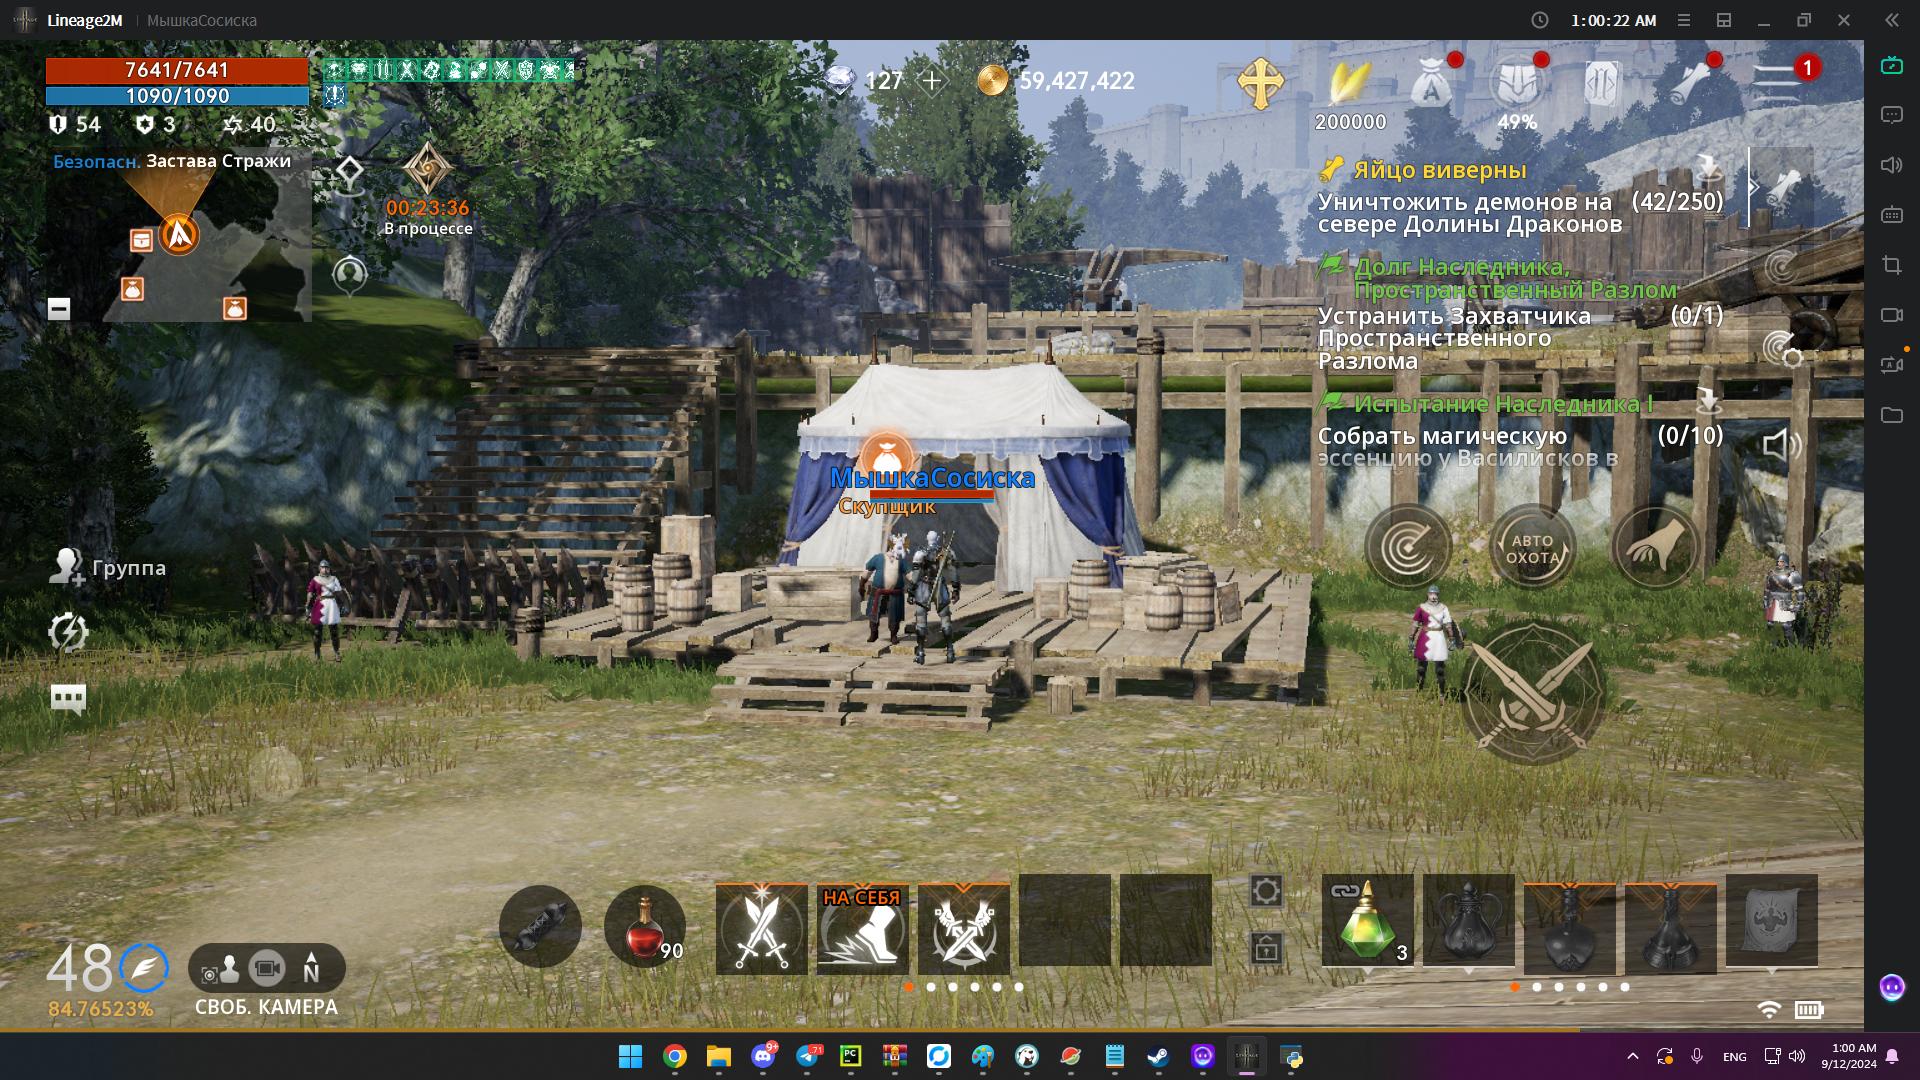 Lineage2M | МышкаСосиска
1:00:22 AM
7641/7641
1090/1090
54 3 40
127
59,427,422
200000
49%
1
Безопасн. Застава Стражи
00:23:36
В процессе
Яйцо виверны
Уничтожить демонов на (42/250)
севере Долины Драконов
Долг Наследника,
Пространственный Разлом
Устранить Захватчика (0/1)
Пространственного
Разлома
Испытание Наследника I
Собрать магическую (0/10)
эссенцию у Василисков в
МышкаСосиска
Скупщик
АВТО
ОХОТА
Группа
НА СЕБЯ
90
3
48
84.76523%
N
СВОБ. КАМЕРА
9+
71
PC
ENG
1:00 AM
9/12/2024